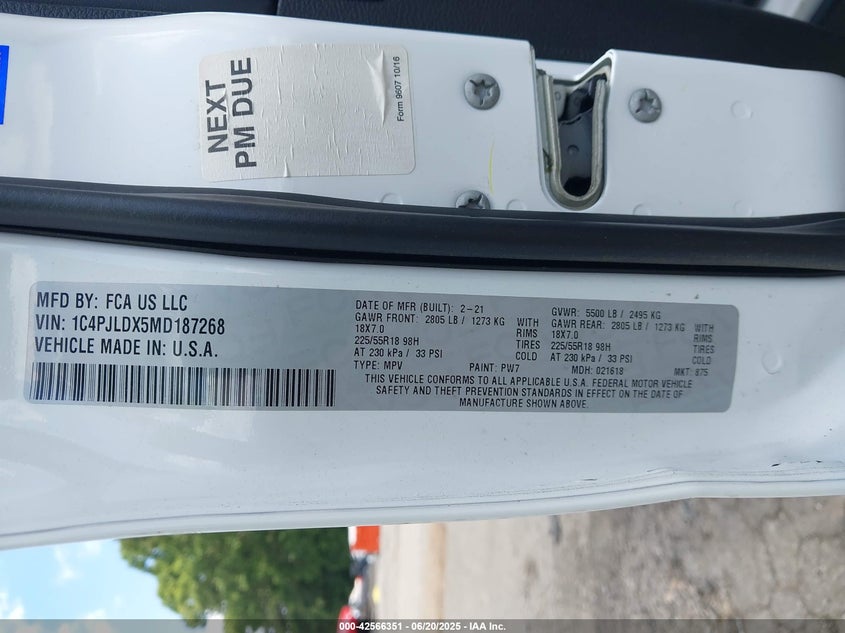 NEXT
PM DUE
Form 9607 10/16
MFD BY: FCA US LLC
VIN: 1C4PJLDX5MD187268
VEHICLE MADE IN: U.S.A.
DATE OF MFR (BUILT): 2-21
GAWR FRONT: 2805 LB / 1273 KG WITH
18X7.0 RIMS
225/55R18 98H TIRES
AT 230 kPa / 33 PSI COLD
TYPE: MPV PAINT: PW7
GVWR: 5500 LB / 2495 KG
GAWR REAR: 2805 LB / 1273 KG WITH
18X7.0 RIMS
225/55R18 98H TIRES
AT 230 kPa / 33 PSI COLD
MDH: 021618 MKT: 875
THIS VEHICLE CONFORMS TO ALL APPLICABLE U.S.A. FEDERAL MOTOR VEHICLE
SAFETY AND THEFT PREVENTION STANDARDS IN EFFECT ON THE DATE OF
MANUFACTURE SHOWN ABOVE.
000-42566351 | 06/20/2025 - IAA Inc.